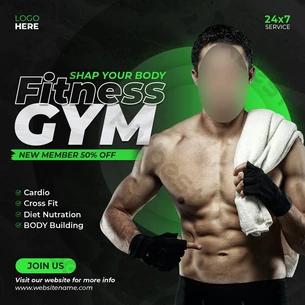 LOGO
HERE
24x7
SERVICE
SHAP YOUR BODY
Fitness
GYM
NEW MEMBER 50% OFF
Cardio
Cross Fit
Diet Nutration
BODY Building
JOIN US
Visit our website for more info
www.websitename.com